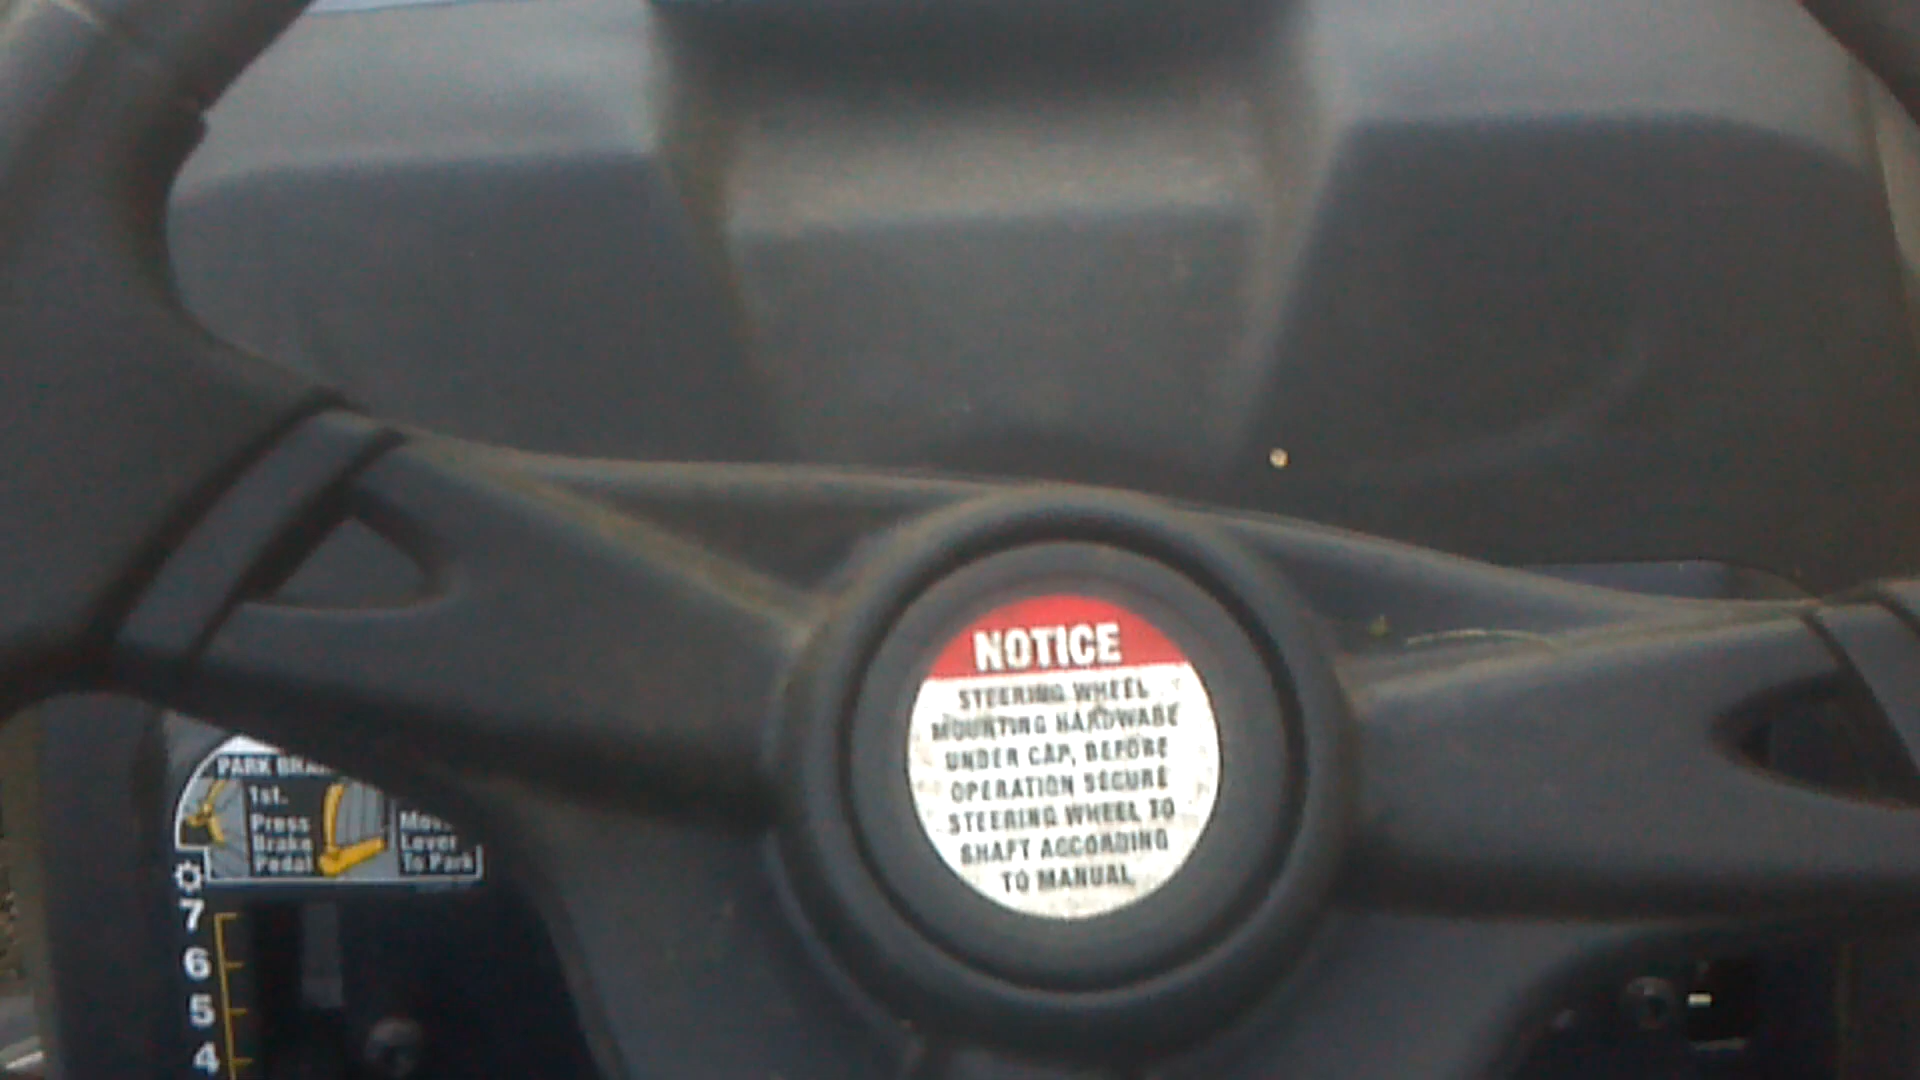 NOTICE
STEERING WHEEL
MOUNTING HARDWARE
UNDER CAP, BEFORE
OPERATION SECURE
STEERING WHEEL TO
SHAFT ACCORDING
TO MANUAL
PARK
1st.
Press
Brake
Pedal
Lever
To Park
7
6
5
4